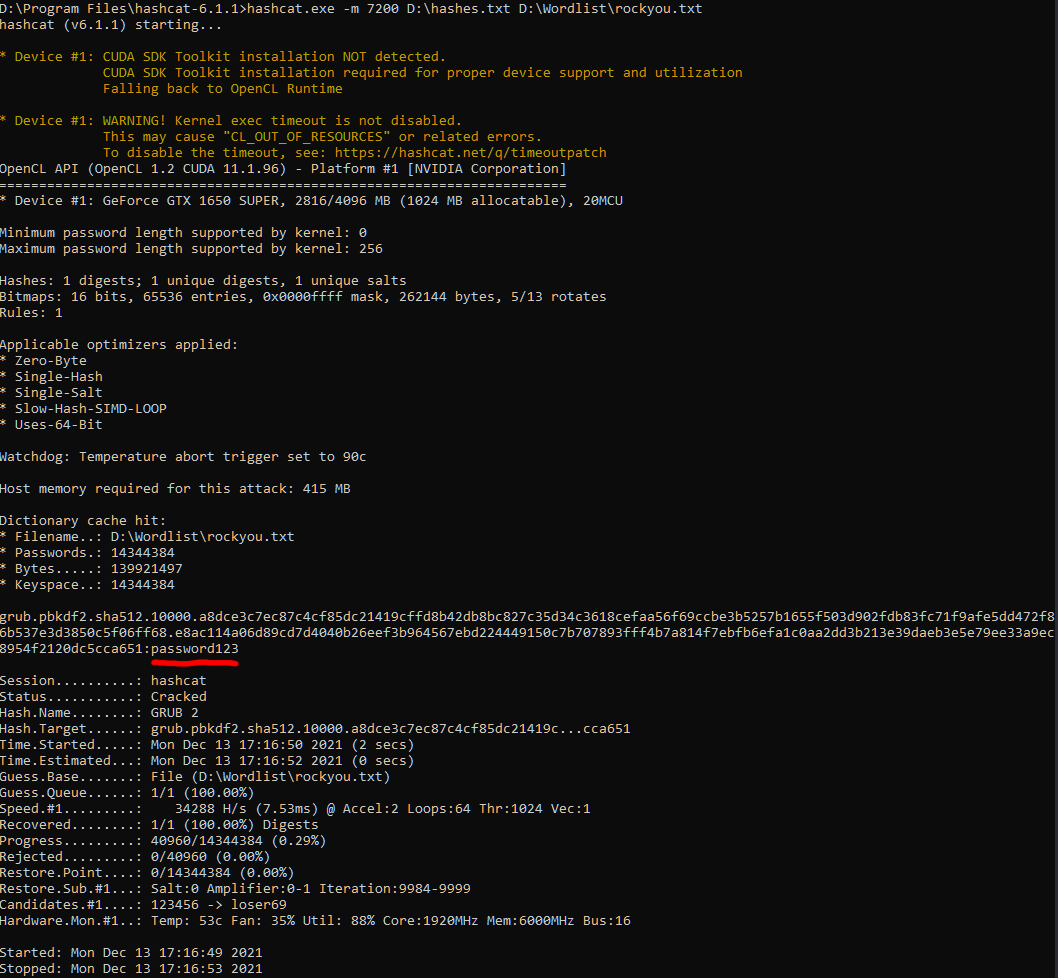 D:\Program Files\hashcat-6.1.1>hashcat.exe -m 7200 D:\hashes.txt D:\Wordlist\rockyou.txt
hashcat (v6.1.1) starting...
* Device #1: CUDA SDK Toolkit installation NOT detected.
CUDA SDK Toolkit installation required for proper device support and utilization
Falling back to OpenCL Runtime
* Device #1: WARNING! Kernel exec timeout is not disabled.
This may cause "CL_OUT_OF_RESOURCES" or related errors.
To disable the timeout, see: https://hashcat.net/q/timeoutpatch
OpenCL API (OpenCL 1.2 CUDA 11.1.96) - Platform #1 [NVIDIA Corporation]
=======================================================================
* Device #1: GeForce GTX 1650 SUPER, 2816/4096 MB (1024 MB allocatable), 20MCU
Minimum password length supported by kernel: 0
Maximum password length supported by kernel: 256
Hashes: 1 digests; 1 unique digests, 1 unique salts
Bitmaps: 16 bits, 65536 entries, 0x0000ffff mask, 262144 bytes, 5/13 rotates
Rules: 1
Applicable optimizers applied:
* Zero-Byte
* Single-Hash
* Single-Salt
* Slow-Hash-SIMD-LOOP
* Uses-64-Bit
Watchdog: Temperature abort trigger set to 90c
Host memory required for this attack: 415 MB
Dictionary cache hit:
* Filename..: D:\Wordlist\rockyou.txt
* Passwords.: 14344384
* Bytes.....: 139921497
* Keyspace..: 14344384
grub.pbkdf2.sha512.10000.a8dce3c7ec87c4cf85dc21419cffd8b42db8bc827c35d34c3618cefaa56f69ccbe3b5257b1655f503d902fdb83fc71f9afe5dd472f8
6b537e3d3850c5f06ff68.e8ac114a06d89cd7d4040b26eef3b964567ebd224449150c7b707893fff4b7a814f7ebfb6efa1c0aa2dd3b213e39daeb3e5e79ee33a9ec
8954f2120dc5cca651:password123
Session..........: hashcat
Status...........: Cracked
Hash.Name........: GRUB 2
Hash.Target......: grub.pbkdf2.sha512.10000.a8dce3c7ec87c4cf85dc21419c...cca651
Time.Started.....: Mon Dec 13 17:16:50 2021 (2 secs)
Time.Estimated...: Mon Dec 13 17:16:52 2021 (0 secs)
Guess.Base.......: File (D:\Wordlist\rockyou.txt)
Guess.Queue......: 1/1 (100.00%)
Speed.#1.........: 34288 H/s (7.53ms) @ Accel:2 Loops:64 Thr:1024 Vec:1
Recovered........: 1/1 (100.00%) Digests
Progress.........: 40960/14344384 (0.29%)
Rejected.........: 0/40960 (0.00%)
Restore.Point....: 0/14344384 (0.00%)
Restore.Sub.#1...: Salt:0 Amplifier:0-1 Iteration:9984-9999
Candidates.#1....: 123456 -> loser69
Hardware.Mon.#1..: Temp: 53c Fan: 35% Util: 88% Core:1920MHz Mem:6000MHz Bus:16
Started: Mon Dec 13 17:16:49 2021
Stopped: Mon Dec 13 17:16:53 2021